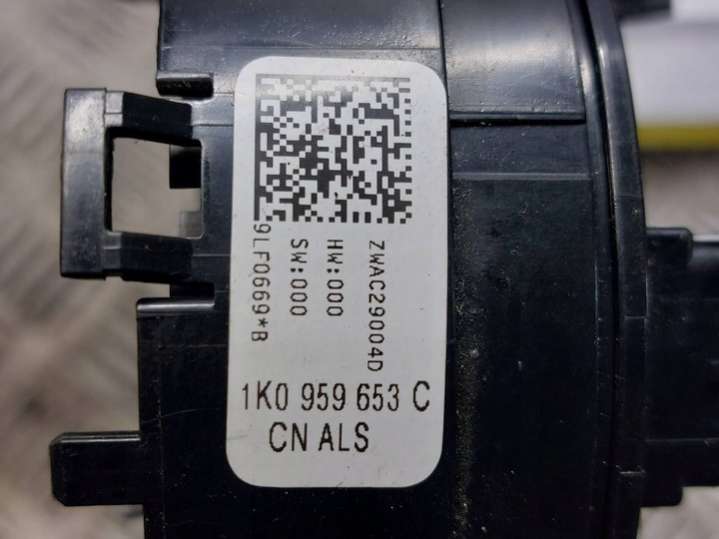 ZWAC29004D
HW:000
SW:000
9LF0669*B
1K0 959 653 C
CN ALS